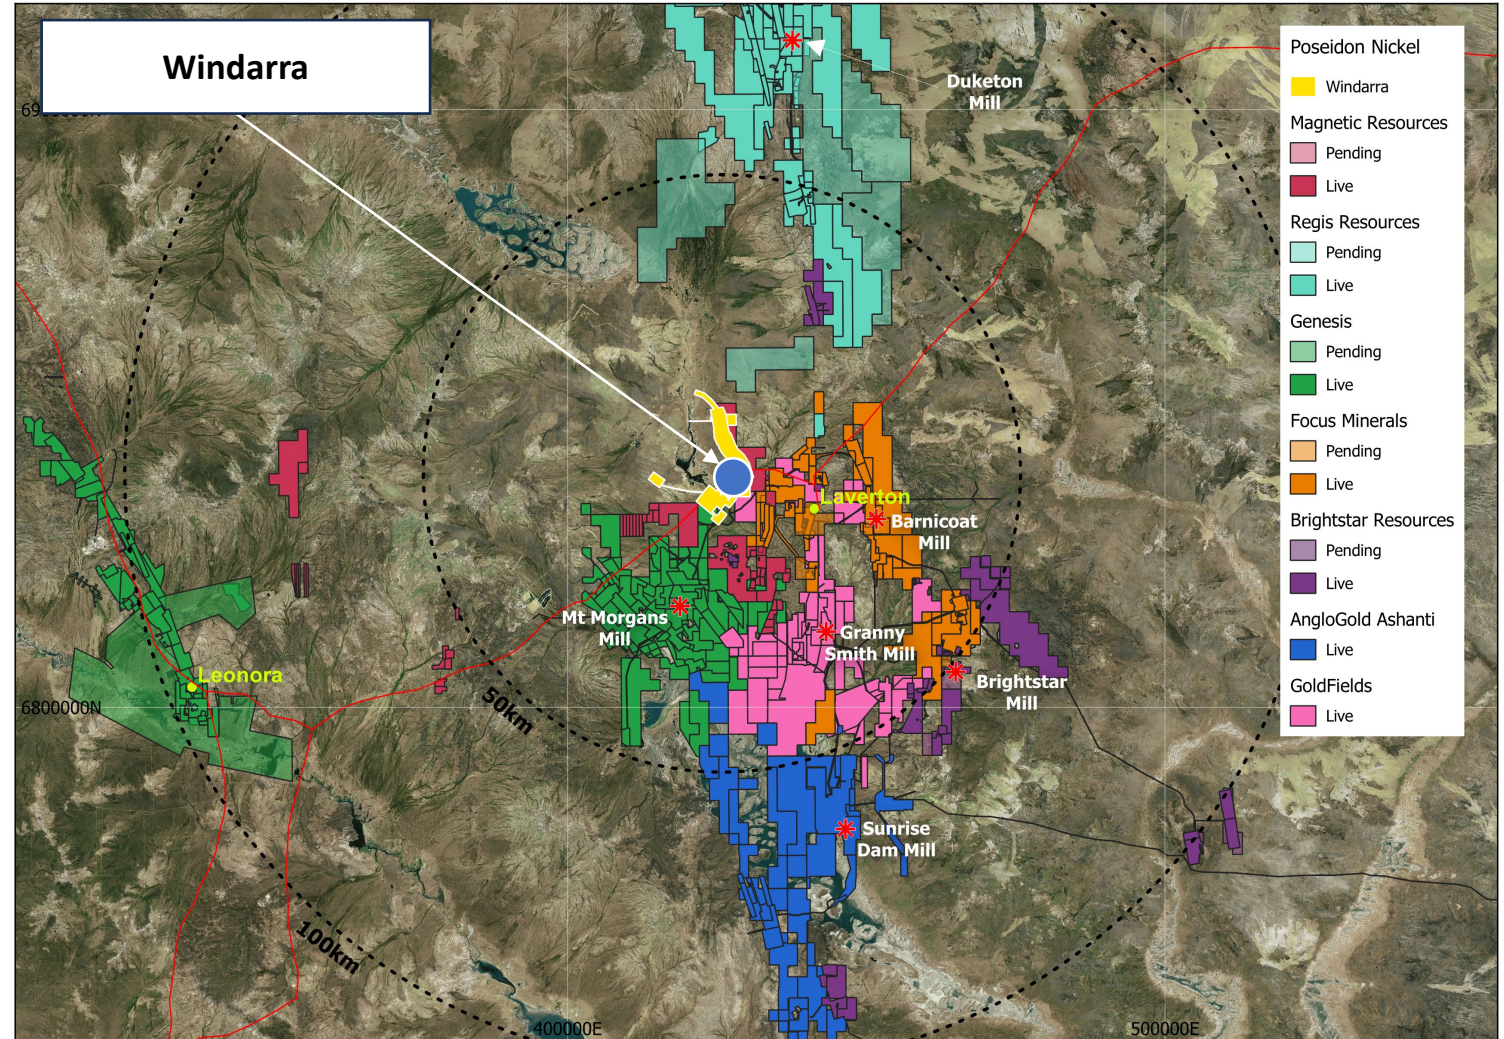 Windarra
Duketon
Mill
Laverton
Barnicoat
Mill
Mt Morgans
Mill
Granny
Smith Mill
Brightstar
Mill
Leonora
50km
6800000N
Sunrise
Dam Mill
100km
400000E
500000E
Poseidon Nickel
Windarra
Magnetic Resources
Pending
Live
Regis Resources
Pending
Live
Genesis
Pending
Live
Focus Minerals
Pending
Live
Brightstar Resources
Pending
Live
AngloGold Ashanti
Live
GoldFields
Live